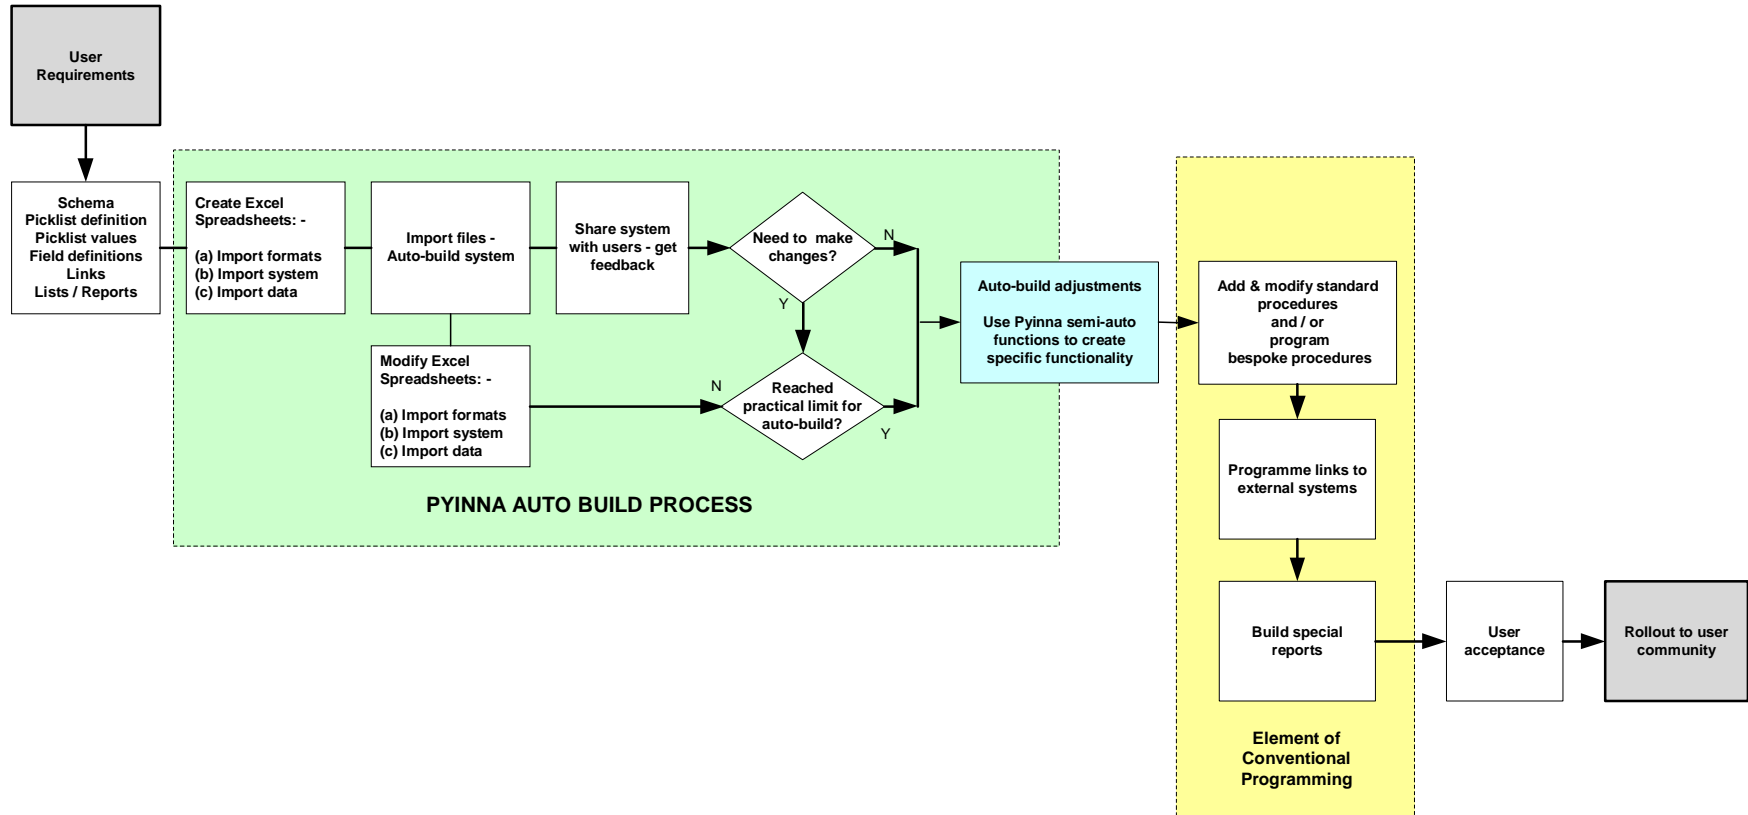 User
Requirements
Schema
Picklist definition
Picklist values
Field definitions
Links
Lists / Reports
Create Excel
Spreadsheets: -
(a) Import formats
(b) Import system
(c) Import data
Import files -
Auto-build system
Share system
with users - get
feedback
Need to make
changes?
N
Y
Modify Excel
Spreadsheets: -
(a) Import formats
(b) Import system
(c) Import data
N
Reached
practical limit for
auto-build?
Y
PYINNA AUTO BUILD PROCESS
Auto-build adjustments
Use Pyinna semi-auto
functions to create
specific functionality
Add & modify standard
procedures
and / or
program
bespoke procedures
Programme links to
external systems
Build special
reports
Element of
Conventional
Programming
User
acceptance
Rollout to user
community